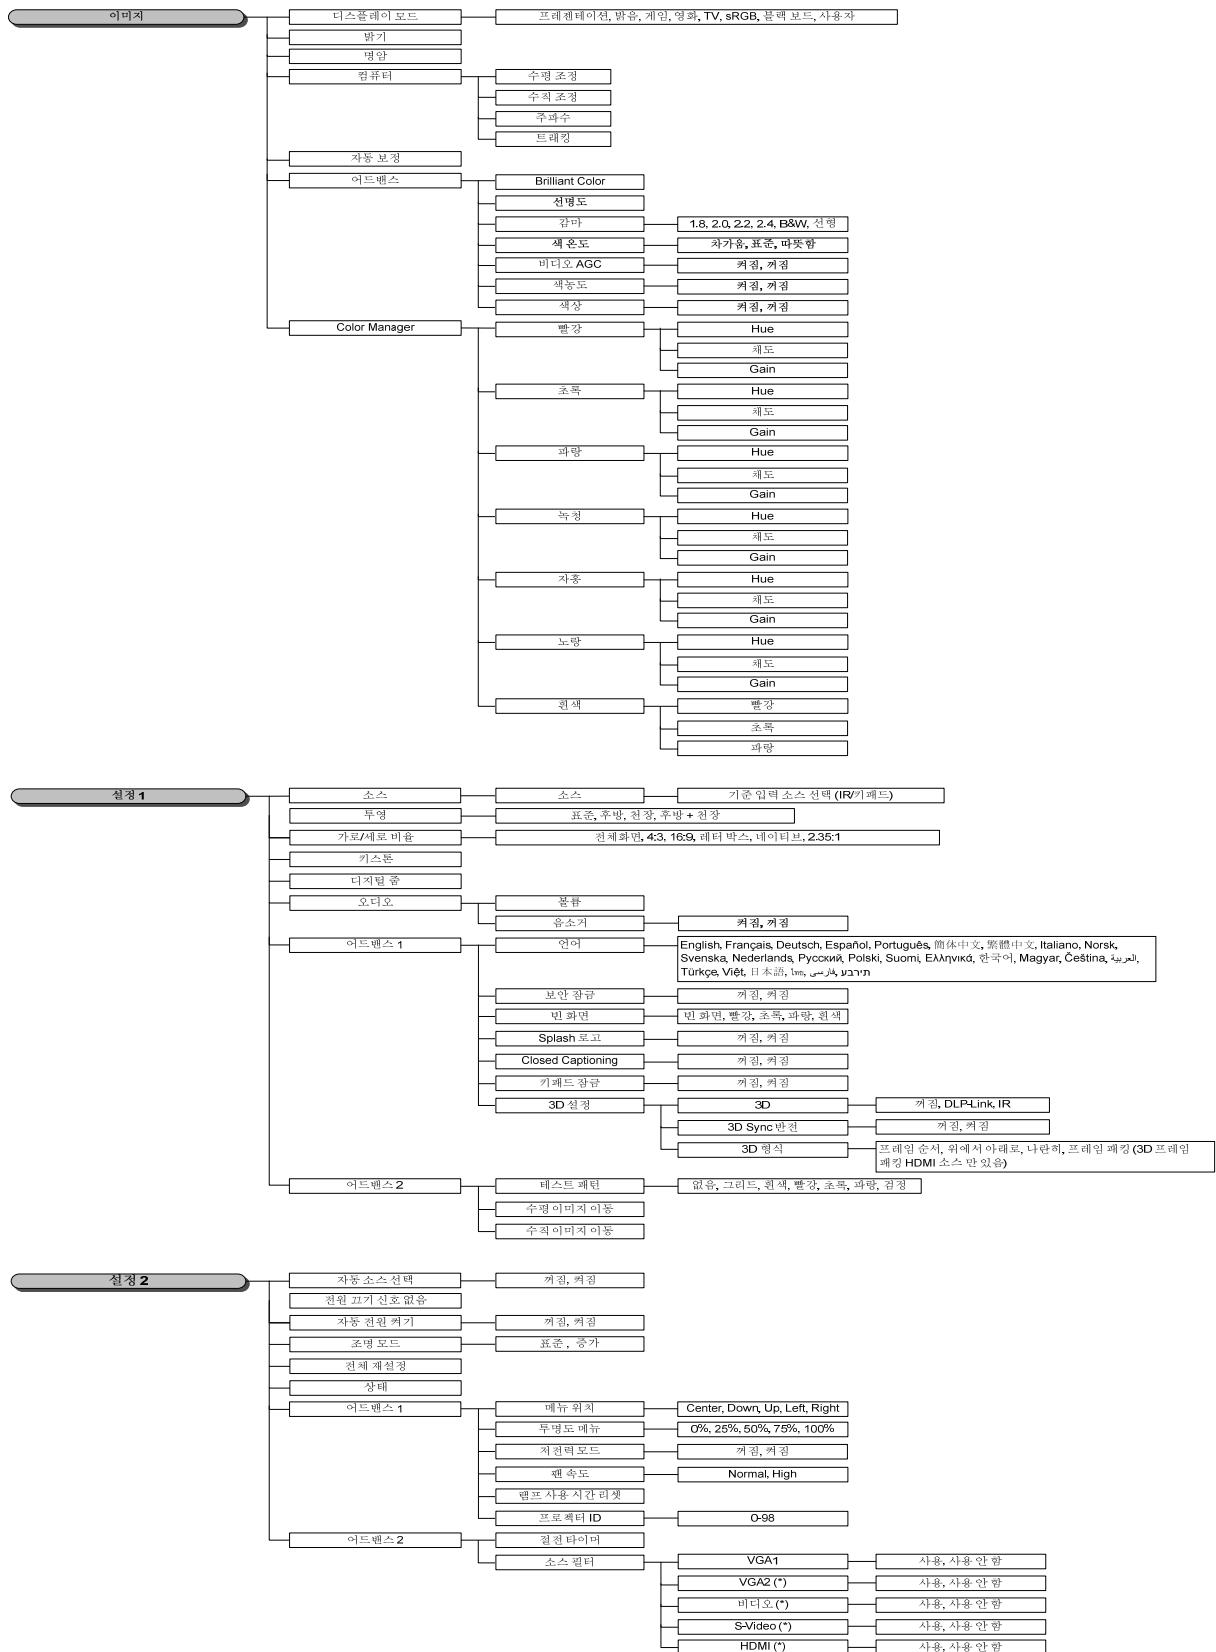 이미지
디스플레이 모드
프레젠테이션, 밝음, 게임, 영화, TV, sRGB, 블랙 보드, 사용자
밝기
명암
컴퓨터
수평 조정
수직 조정
주파수
트래킹
자동 보정
어드밴스
Brilliant Color
선명도
감마
1.8, 2.0, 2.2, 2.4, B&W, 선형
색 온도
차가움, 표준, 따뜻함
비디오 AGC
켜짐, 꺼짐
색농도
켜짐, 꺼짐
색상
켜짐, 꺼짐
Color Manager
빨강
Hue
채도
Gain
초록
Hue
채도
Gain
파랑
Hue
채도
Gain
녹청
Hue
채도
Gain
자홍
Hue
채도
Gain
노랑
Hue
채도
Gain
흰색
빨강
초록
파랑
설정 1
소스
소스
기준 입력 소스 선택 (IR/키패드)
투영
표준, 후방, 천장, 후방 + 천장
가로/세로 비율
전체화면, 4:3, 16:9, 레터 박스, 네이티브, 2.35:1
키스톤
디지털 줌
오디오
볼륨
음소거
켜짐, 꺼짐
어드밴스 1
언어
English, Français, Deutsch, Español, Português, 簡体中文, 繁體中文, Italiano, Norsk,
Svenska, Nederlands, Русский, Polski, Suomi, Ελληνικά, 한국어, Magyar, Čeština, العربية,
Türkçe, Việt, 日本語, ไทย, فارسی, תירבע
보안 잠금
꺼짐, 켜짐
빈 화면
빈 화면, 빨강, 초록, 파랑, 흰색
Splash 로고
꺼짐, 켜짐
Closed Captioning
꺼짐, 켜짐
키패드 잠금
꺼짐, 켜짐
3D 설정
3D
꺼짐, DLP-Link, IR
3D Sync 반전
꺼짐, 켜짐
3D 형식
프레임 순서, 위에서 아래로, 나란히, 프레임 패킹 (3D 프레임
패킹 HDMI 소스 만 있음)
어드밴스 2
테스트 패턴
없음, 그리드, 흰색, 빨강, 초록, 파랑, 검정
수평 이미지 이동
수직 이미지 이동
설정 2
자동 소스 선택
꺼짐, 켜짐
전원 끄기 신호 없음
자동 전원 켜기
꺼짐, 켜짐
조명 모드
표준 , 증가
전체 재설정
상태
어드밴스 1
메뉴 위치
Center, Down, Up, Left, Right
투명도 메뉴
0%, 25%, 50%, 75%, 100%
저전력 모드
꺼짐, 켜짐
팬 속도
Normal, High
램프 사용 시간 리셋
프로젝터 ID
0-98
어드밴스 2
절전 타이머
소스 필터
VGA1
사용, 사용 안 함
VGA2 (*)
사용, 사용 안 함
비디오 (*)
사용, 사용 안 함
S-Video (*)
사용, 사용 안 함
HDMI (*)
사용, 사용 안 함